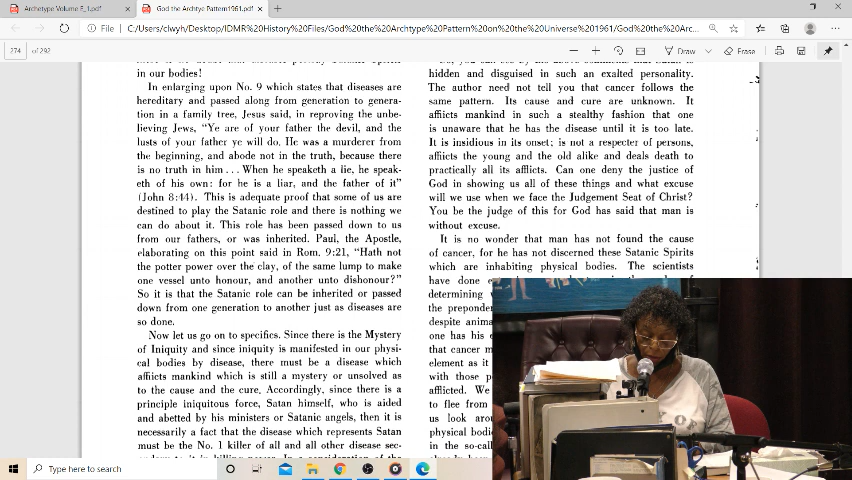 Archetype Volume E_1.pdf
God the Archtye-Pattern1961.pdf
File
C:/Users/clwyh/Desktop/IDMR%20History%20Files/God%20the%20Archtype%20Pattern%20on%20the%20Universe%201961/God%20the%20Arc...
274
of 292
Draw
Erase
in our bodies!
In enlarging upon No. 9 which states that diseases are
hereditary and passed along from generation to genera-
tion in a family tree, Jesus said, in reproving the unbe-
lieving Jews, “Ye are of your father the devil, and the
lusts of your father ye will do. He was a murderer from
the beginning, and abode not in the truth, because there
is no truth in him . . . When he speaketh a lie, he speak-
eth of his own: for he is a liar, and the father of it”
(John 8:44). This is adequate proof that some of us are
destined to play the Satanic role and there is nothing we
can do about it. This role has been passed down to us
from our fathers, or was inherited. Paul, the Apostle,
elaborating on this point said in Rom. 9:21, “Hath not
the potter power over the clay, of the same lump to make
one vessel unto honour, and another unto dishonour?”
So it is that the Satanic role can be inherited or passed
down from one generation to another just as diseases are
so done.
Now let us go on to specifics. Since there is the Mystery
of Iniquity and since iniquity is manifested in our physi-
cal bodies by disease, there must be a disease which
afflicts mankind which is still a mystery or unsolved as
to the cause and the cure. Accordingly, since there is a
principle iniquitous force, Satan himself, who is aided
and abetted by his ministers or Satanic angels, then it is
necessarily a fact that the disease which represents Satan
must be the No. 1 killer of all and all other disease sec-
hidden and disguised in such an exalted personality.
The author need not tell you that cancer follows the
same pattern. Its cause and cure are unknown. It
afflicts mankind in such a stealthy fashion that one
is unaware that he has the disease until it is too late.
It is insidious in its onset; is not a respecter of persons,
afflicts the young and the old alike and deals death to
practically all its afflicts. Can one deny the justice of
God in showing us all of these things and what excuse
will we use when we face the Judgement Seat of Christ?
You be the judge of this for God has said that man is
without excuse.
It is no wonder that man has not found the cause
of cancer, for he has not discerned these Satanic Spirits
which are inhabiting physical bodies. The scientists
have done
determining
the prepond
despite anima
one has his
that cancer m
element as it
with those p
afflicted. We
to flee from
us look arou
physical bodi
in the so-call
Type here to search